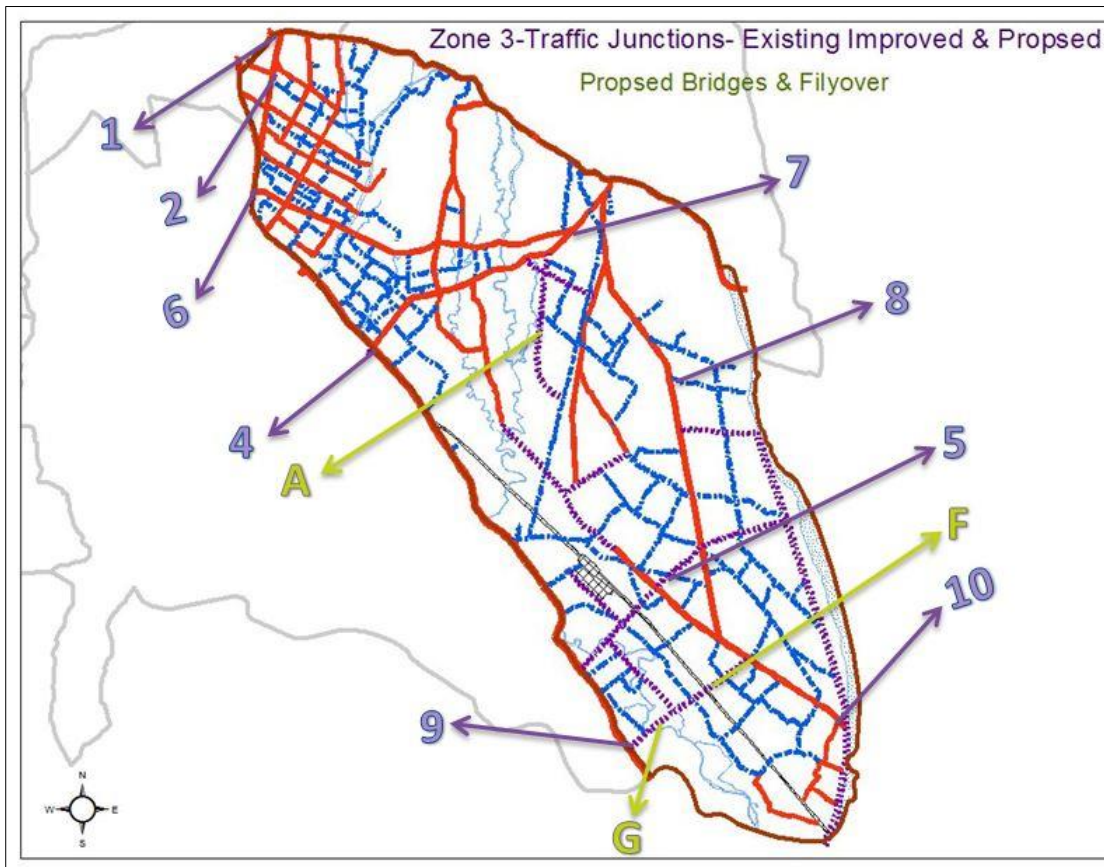 Zone 3-Traffic Junctions- Existing Improved & Propsed
Propsed Bridges & Filyover
1
2
7
6
8
4
A
5
F
10
9
G
N
W E
S